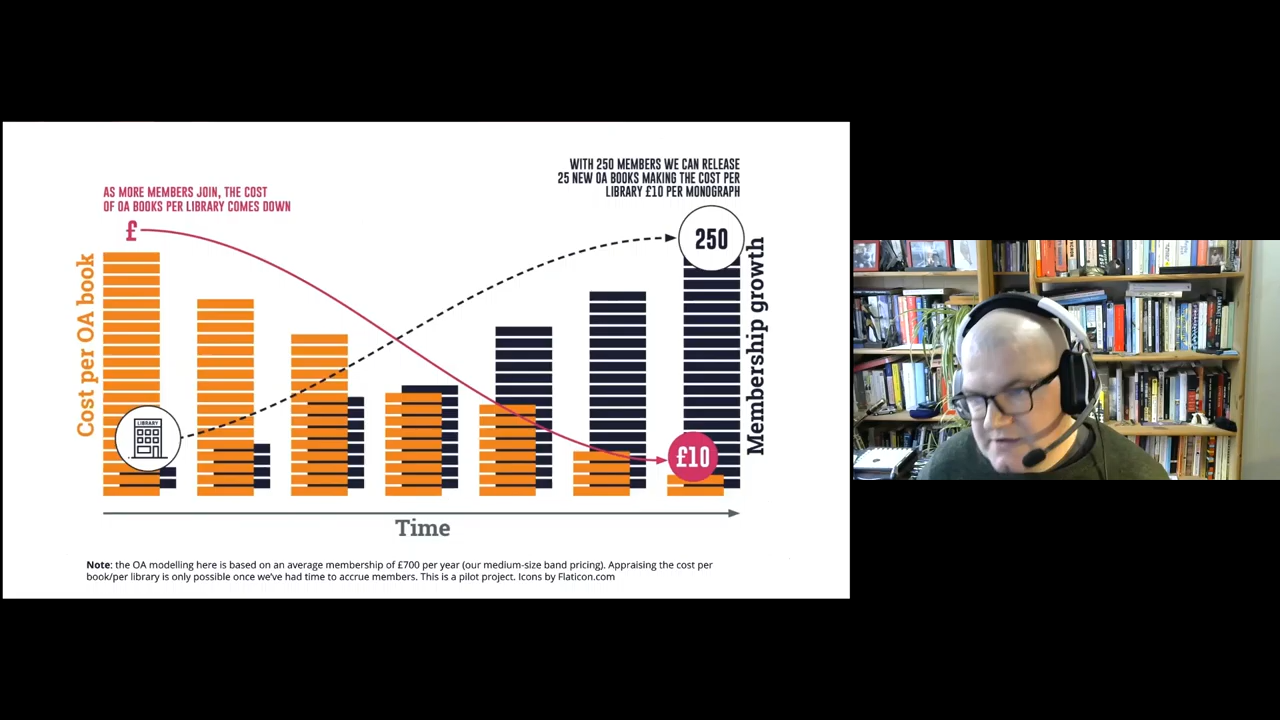 WITH 250 MEMBERS WE CAN RELEASE
25 NEW OA BOOKS MAKING THE COST PER
LIBRARY £10 PER MONOGRAPH
AS MORE MEMBERS JOIN, THE COST
OF OA BOOKS PER LIBRARY COMES DOWN
£
250
Cost per OA book
Membership growth
LIBRARY
£10
Time
Note: the OA modelling here is based on an average membership of £700 per year (our medium-size band pricing). Appraising the cost per
book/per library is only possible once we've had time to accrue members. This is a pilot project. Icons by Flaticon.com